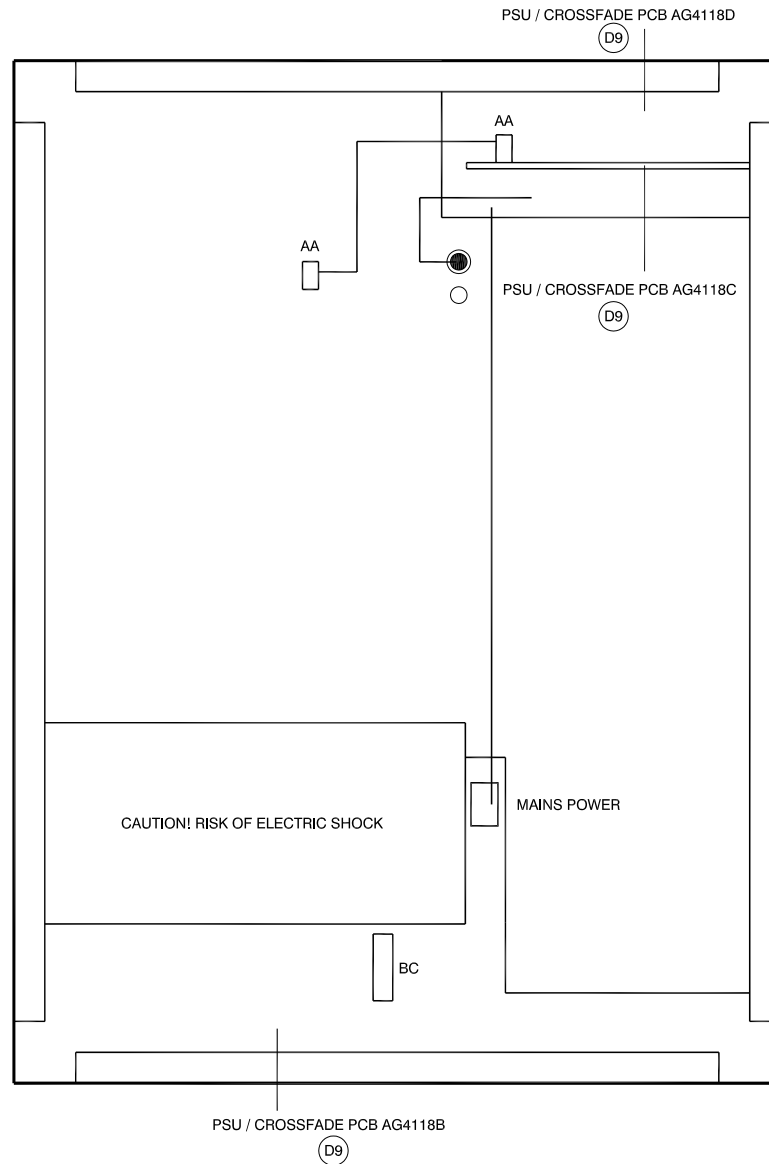 PSU / CROSSFADE PCB AG4118D
D9
AA
AA
PSU / CROSSFADE PCB AG4118C
D9
MAINS POWER
CAUTION! RISK OF ELECTRIC SHOCK
BC
PSU / CROSSFADE PCB AG4118B
D9